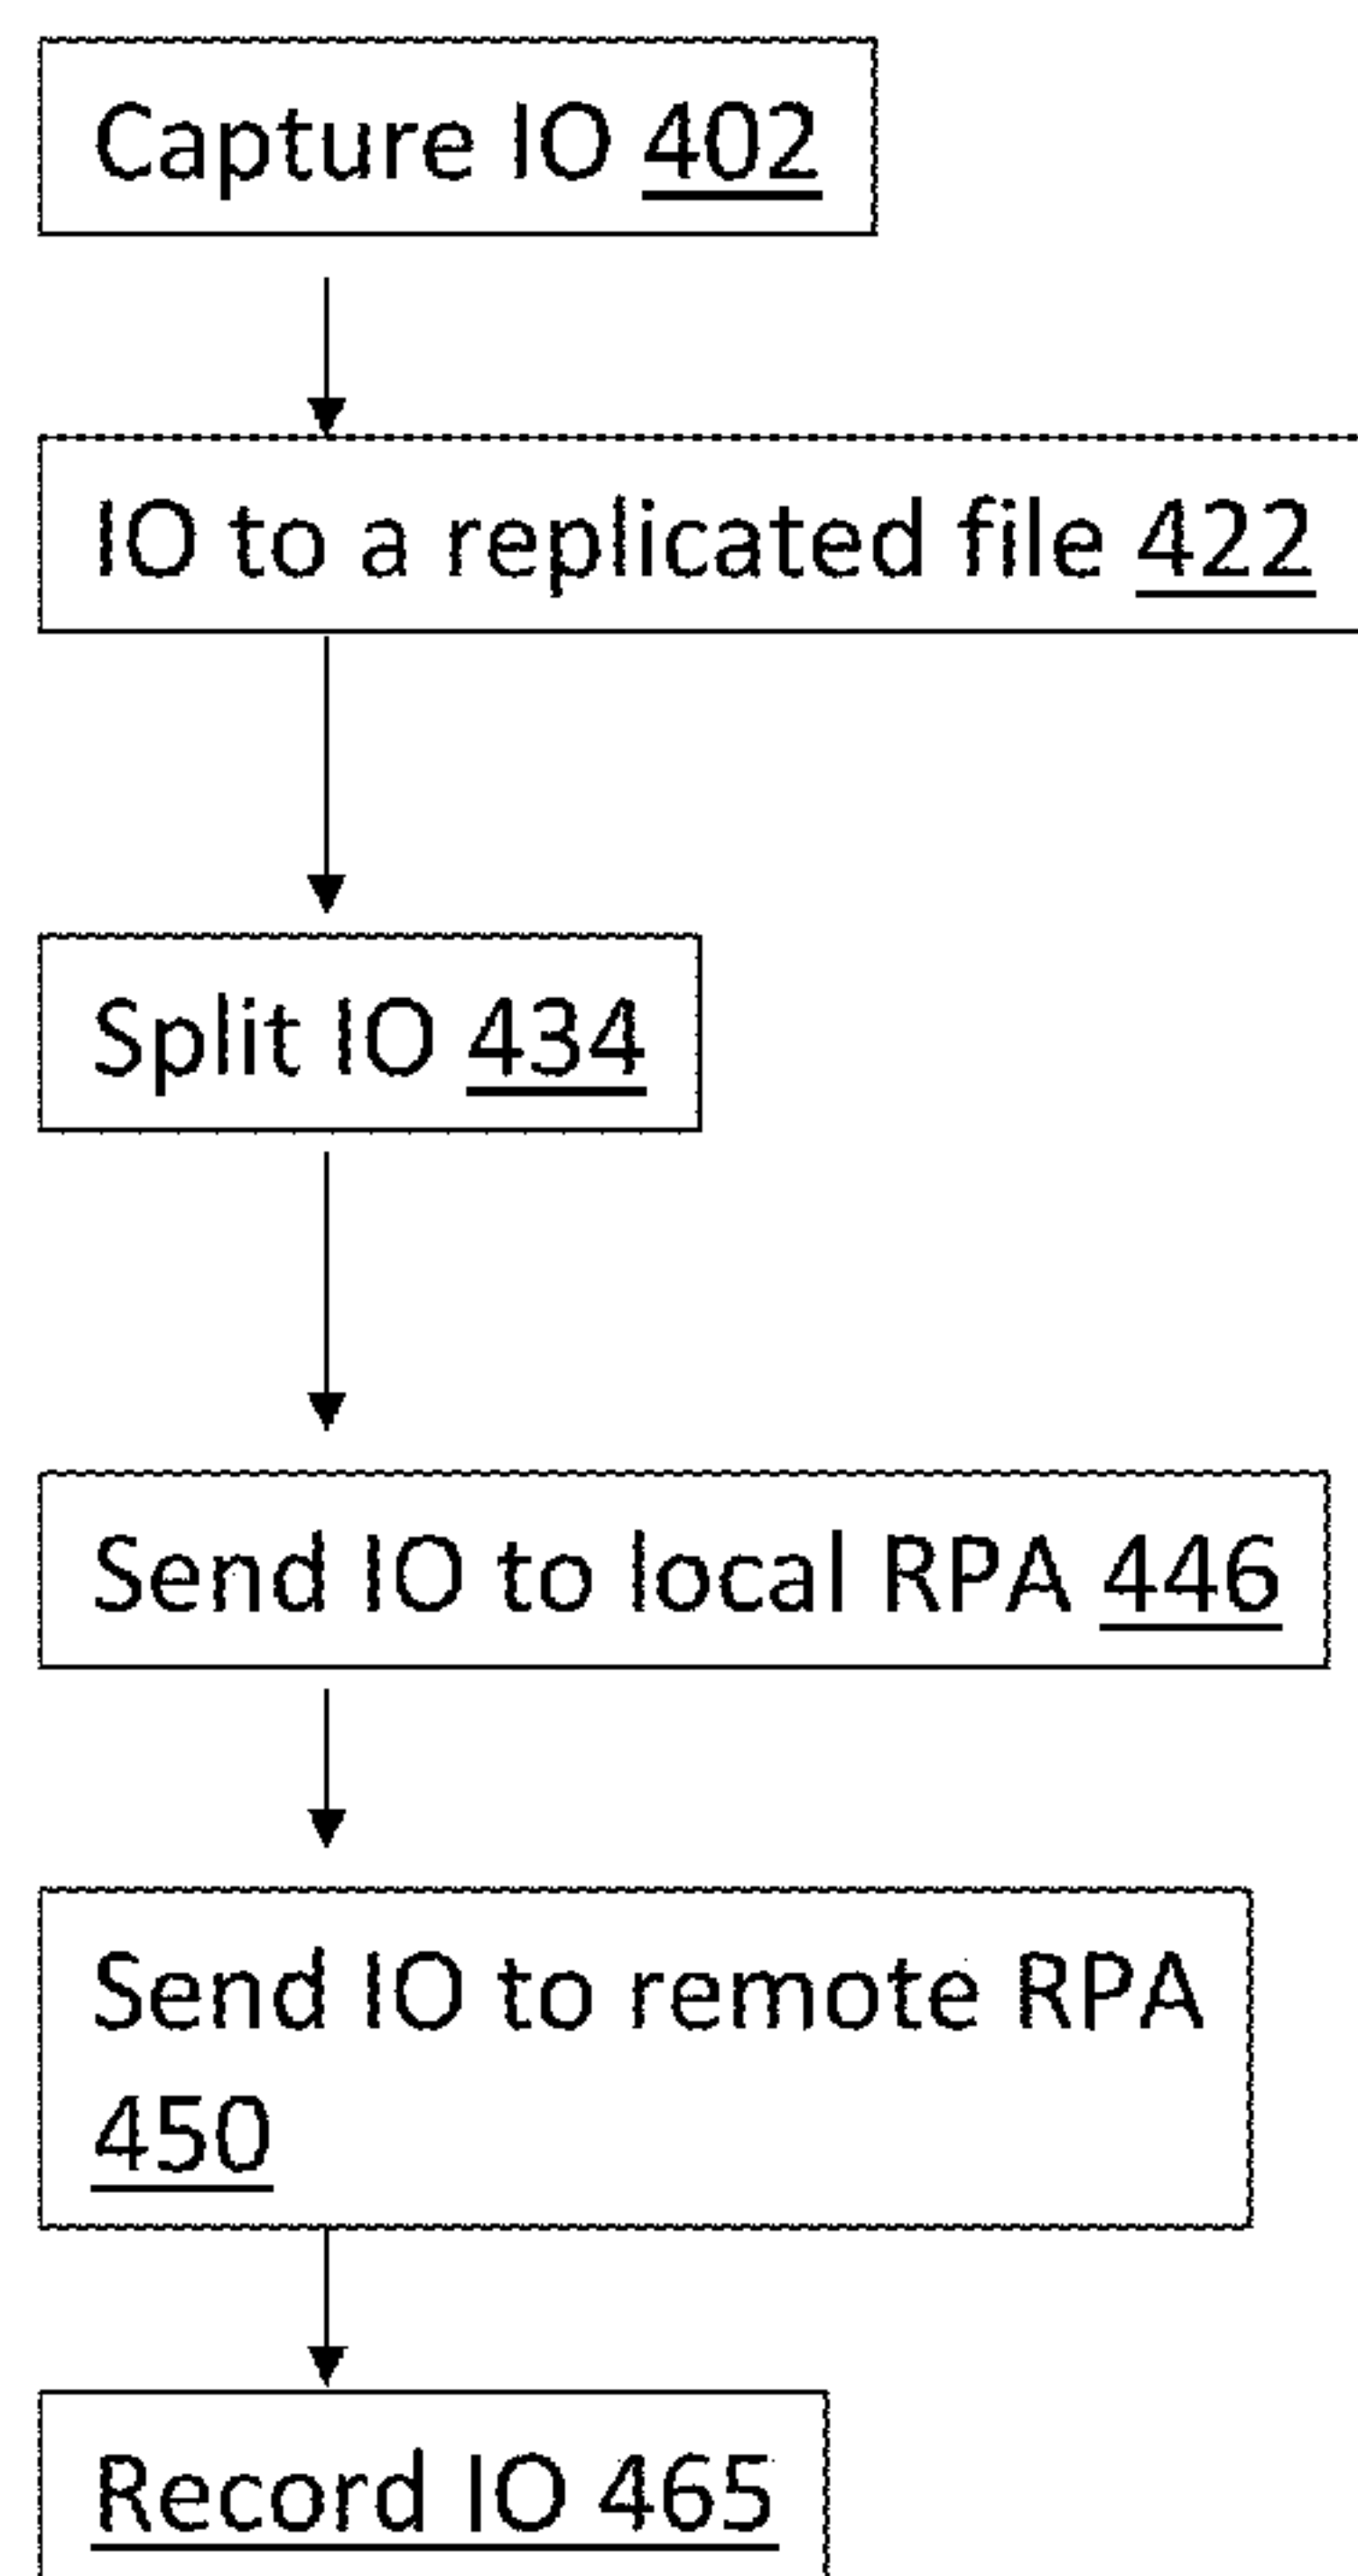 Capture IO 402
IO to a replicated file 422
Split IO 434
Send IO to local RPA 446
Send IO to remote RPA
450
Record IO 465